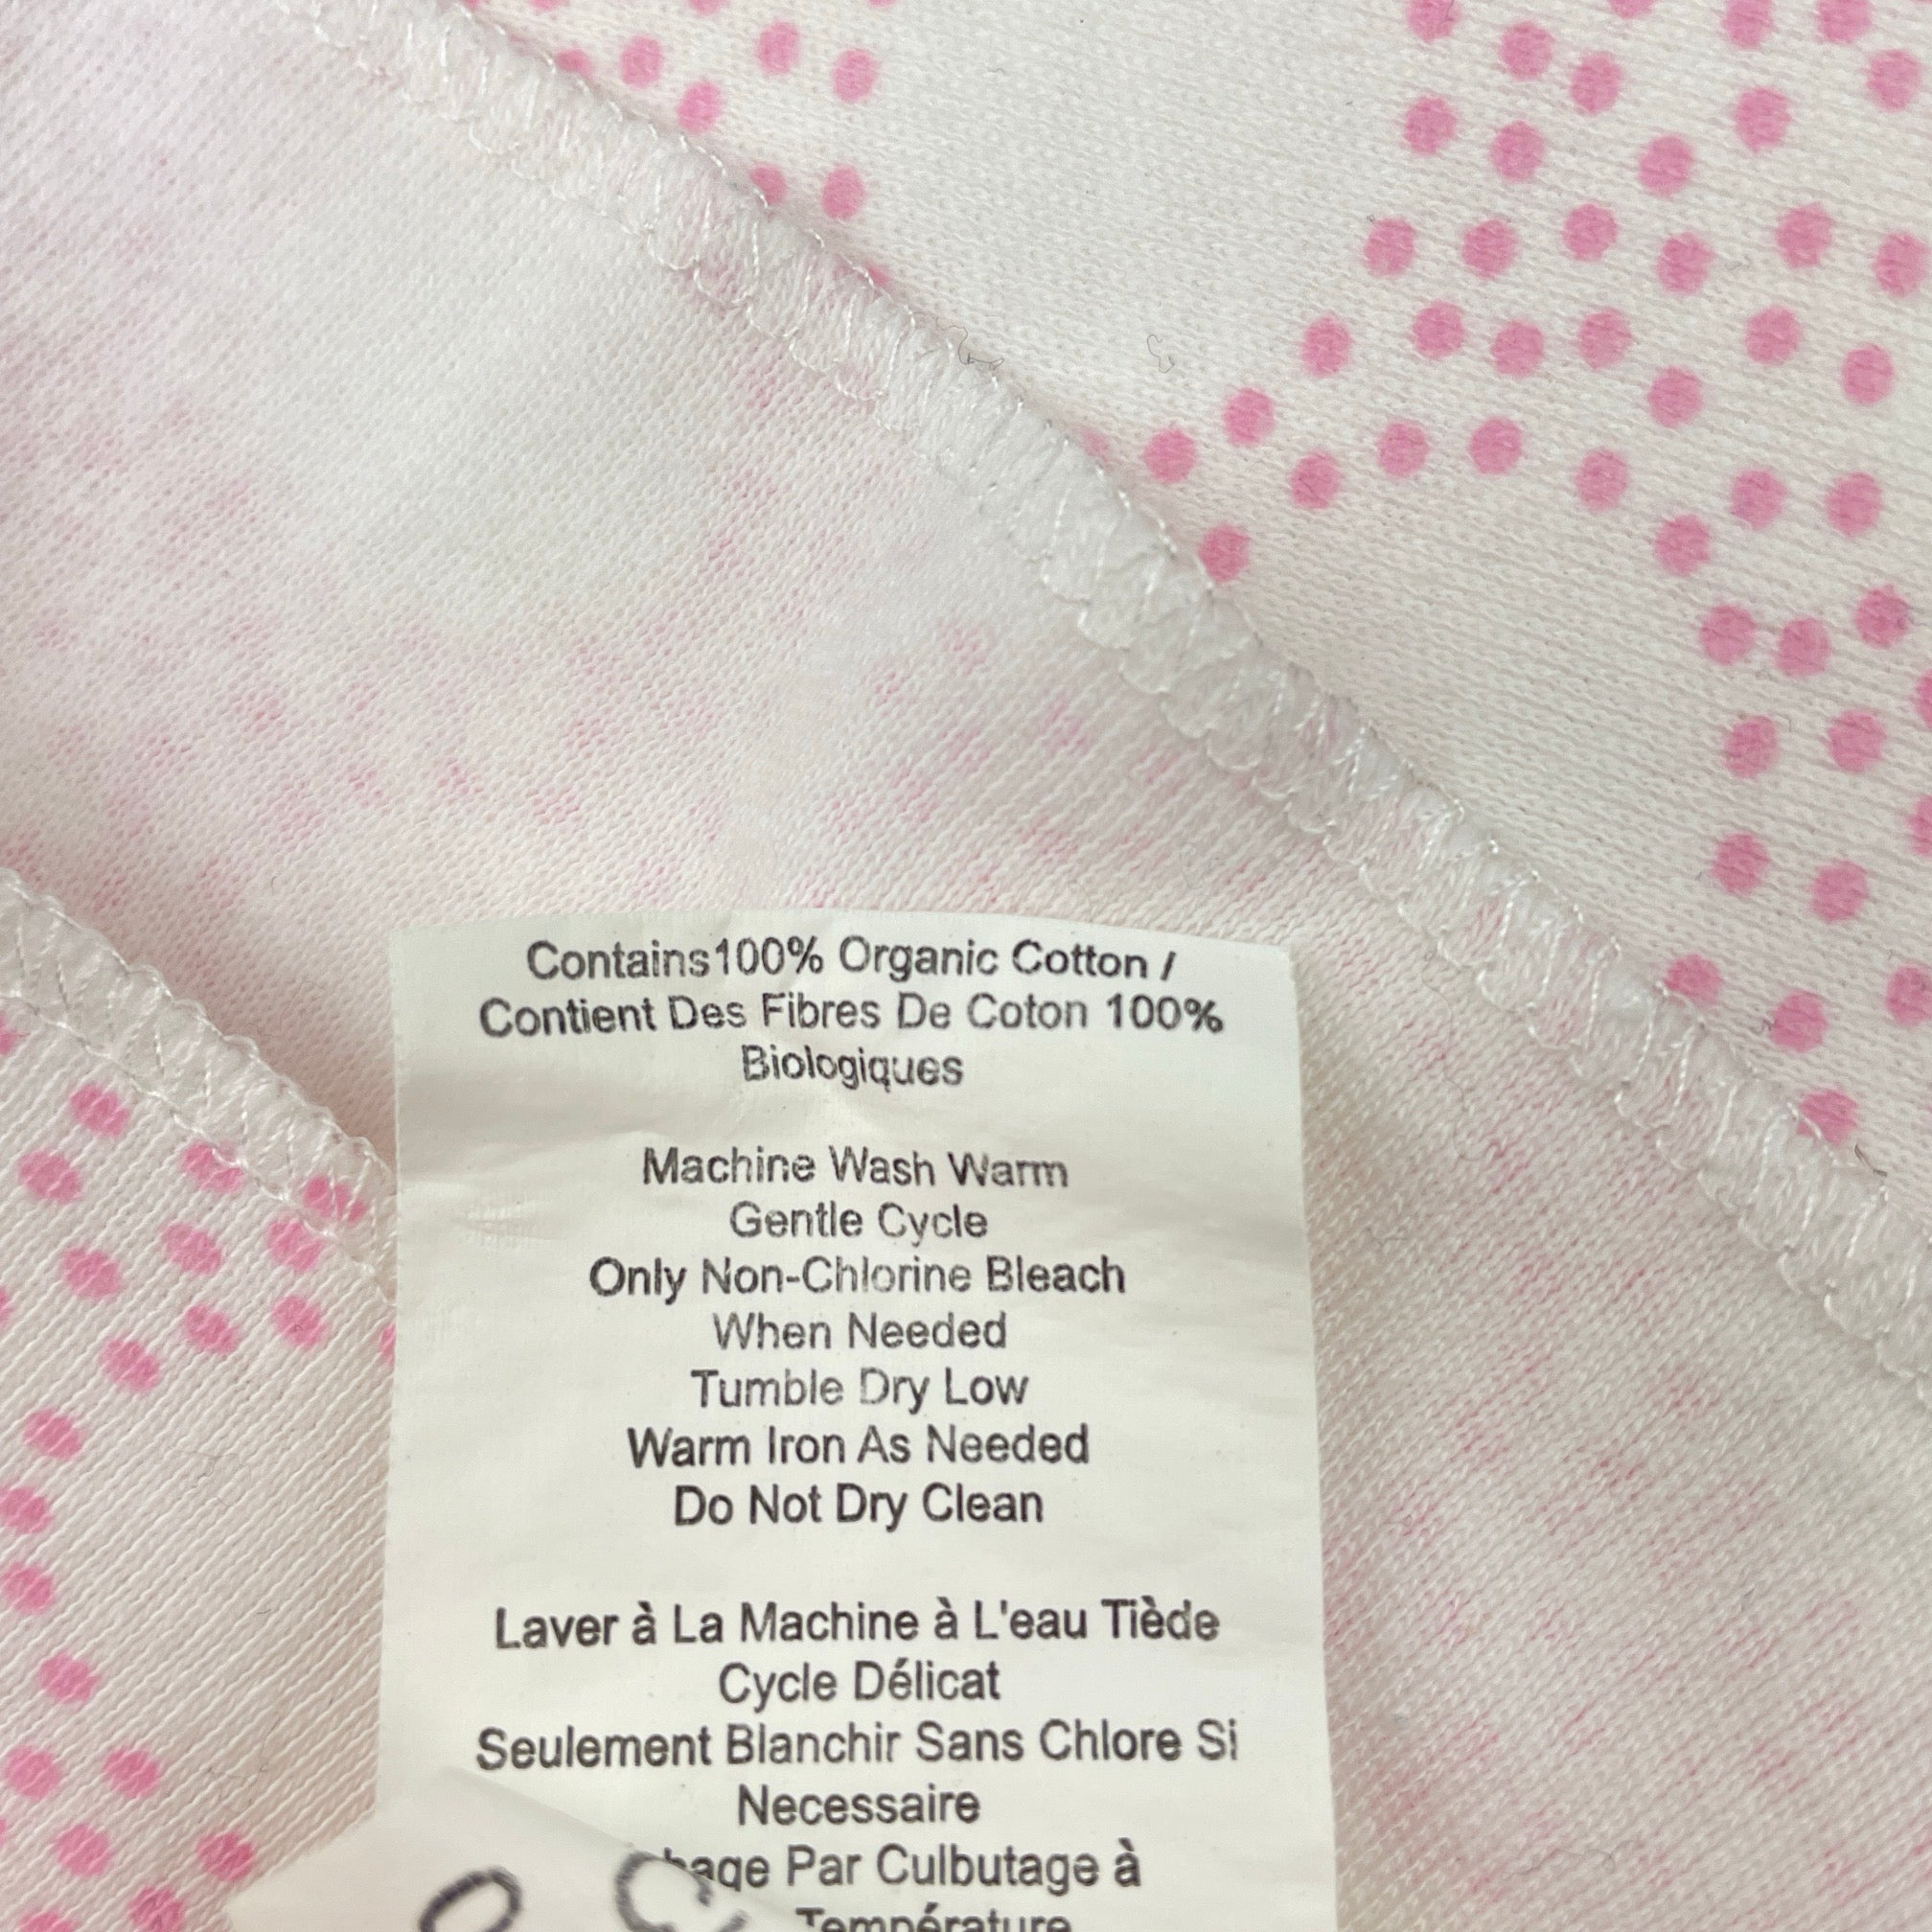 Contains100% Organic Cotton /
Contient Des Fibres De Coton 100%
Biologiques
Machine Wash Warm
Gentle Cycle
Only Non-Chlorine Bleach
When Needed
Tumble Dry Low
Warm Iron As Needed
Do Not Dry Clean
Laver à La Machine à L'eau Tiède
Cycle Délicat
Seulement Blanchir Sans Chlore Si
Necessaire
Par Culbutage à
Température